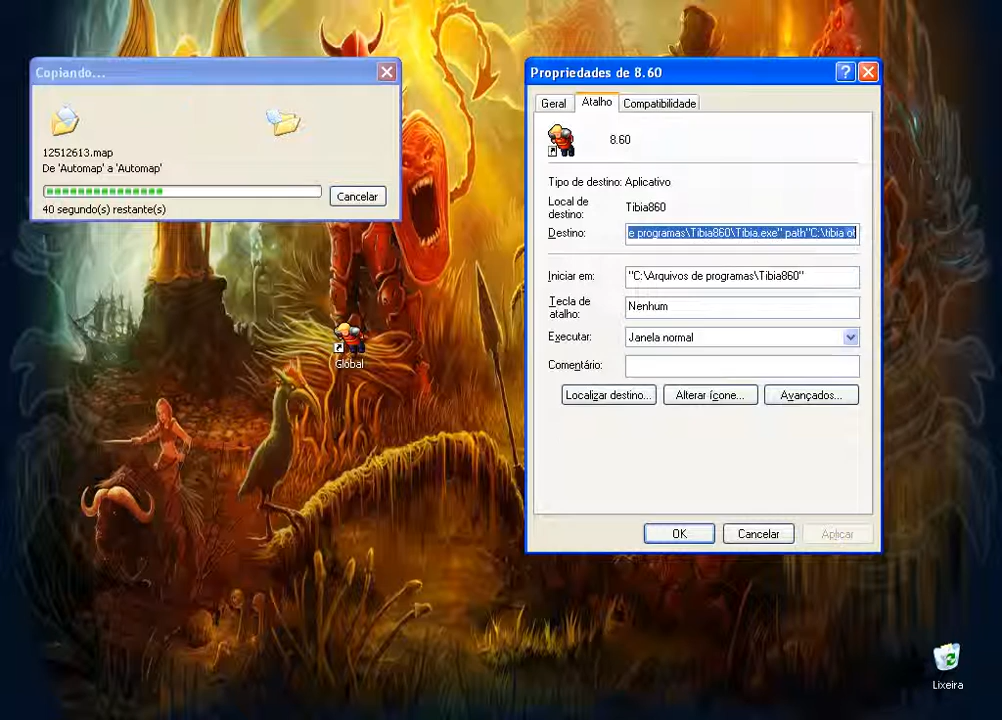 Copiando...
12512613.map
De 'Automap' a 'Automap'
Cancelar
40 segundo(s) restante(s)
Global
Propriedades de 8.60
Geral
Atalho
Compatibilidade
8.60
Tipo de destino: Aplicativo
Local de destino: Tibia860
Destino: e programas\Tibia860\Tibia.exe" path"C:\tibia ot
Iniciar em: "C:\Arquivos de programas\Tibia860"
Tecla de atalho: Nenhum
Executar: Janela normal
Comentário:
Localizar destino...
Alterar ícone...
Avançados...
OK
Cancelar
Aplicar
Lixeira